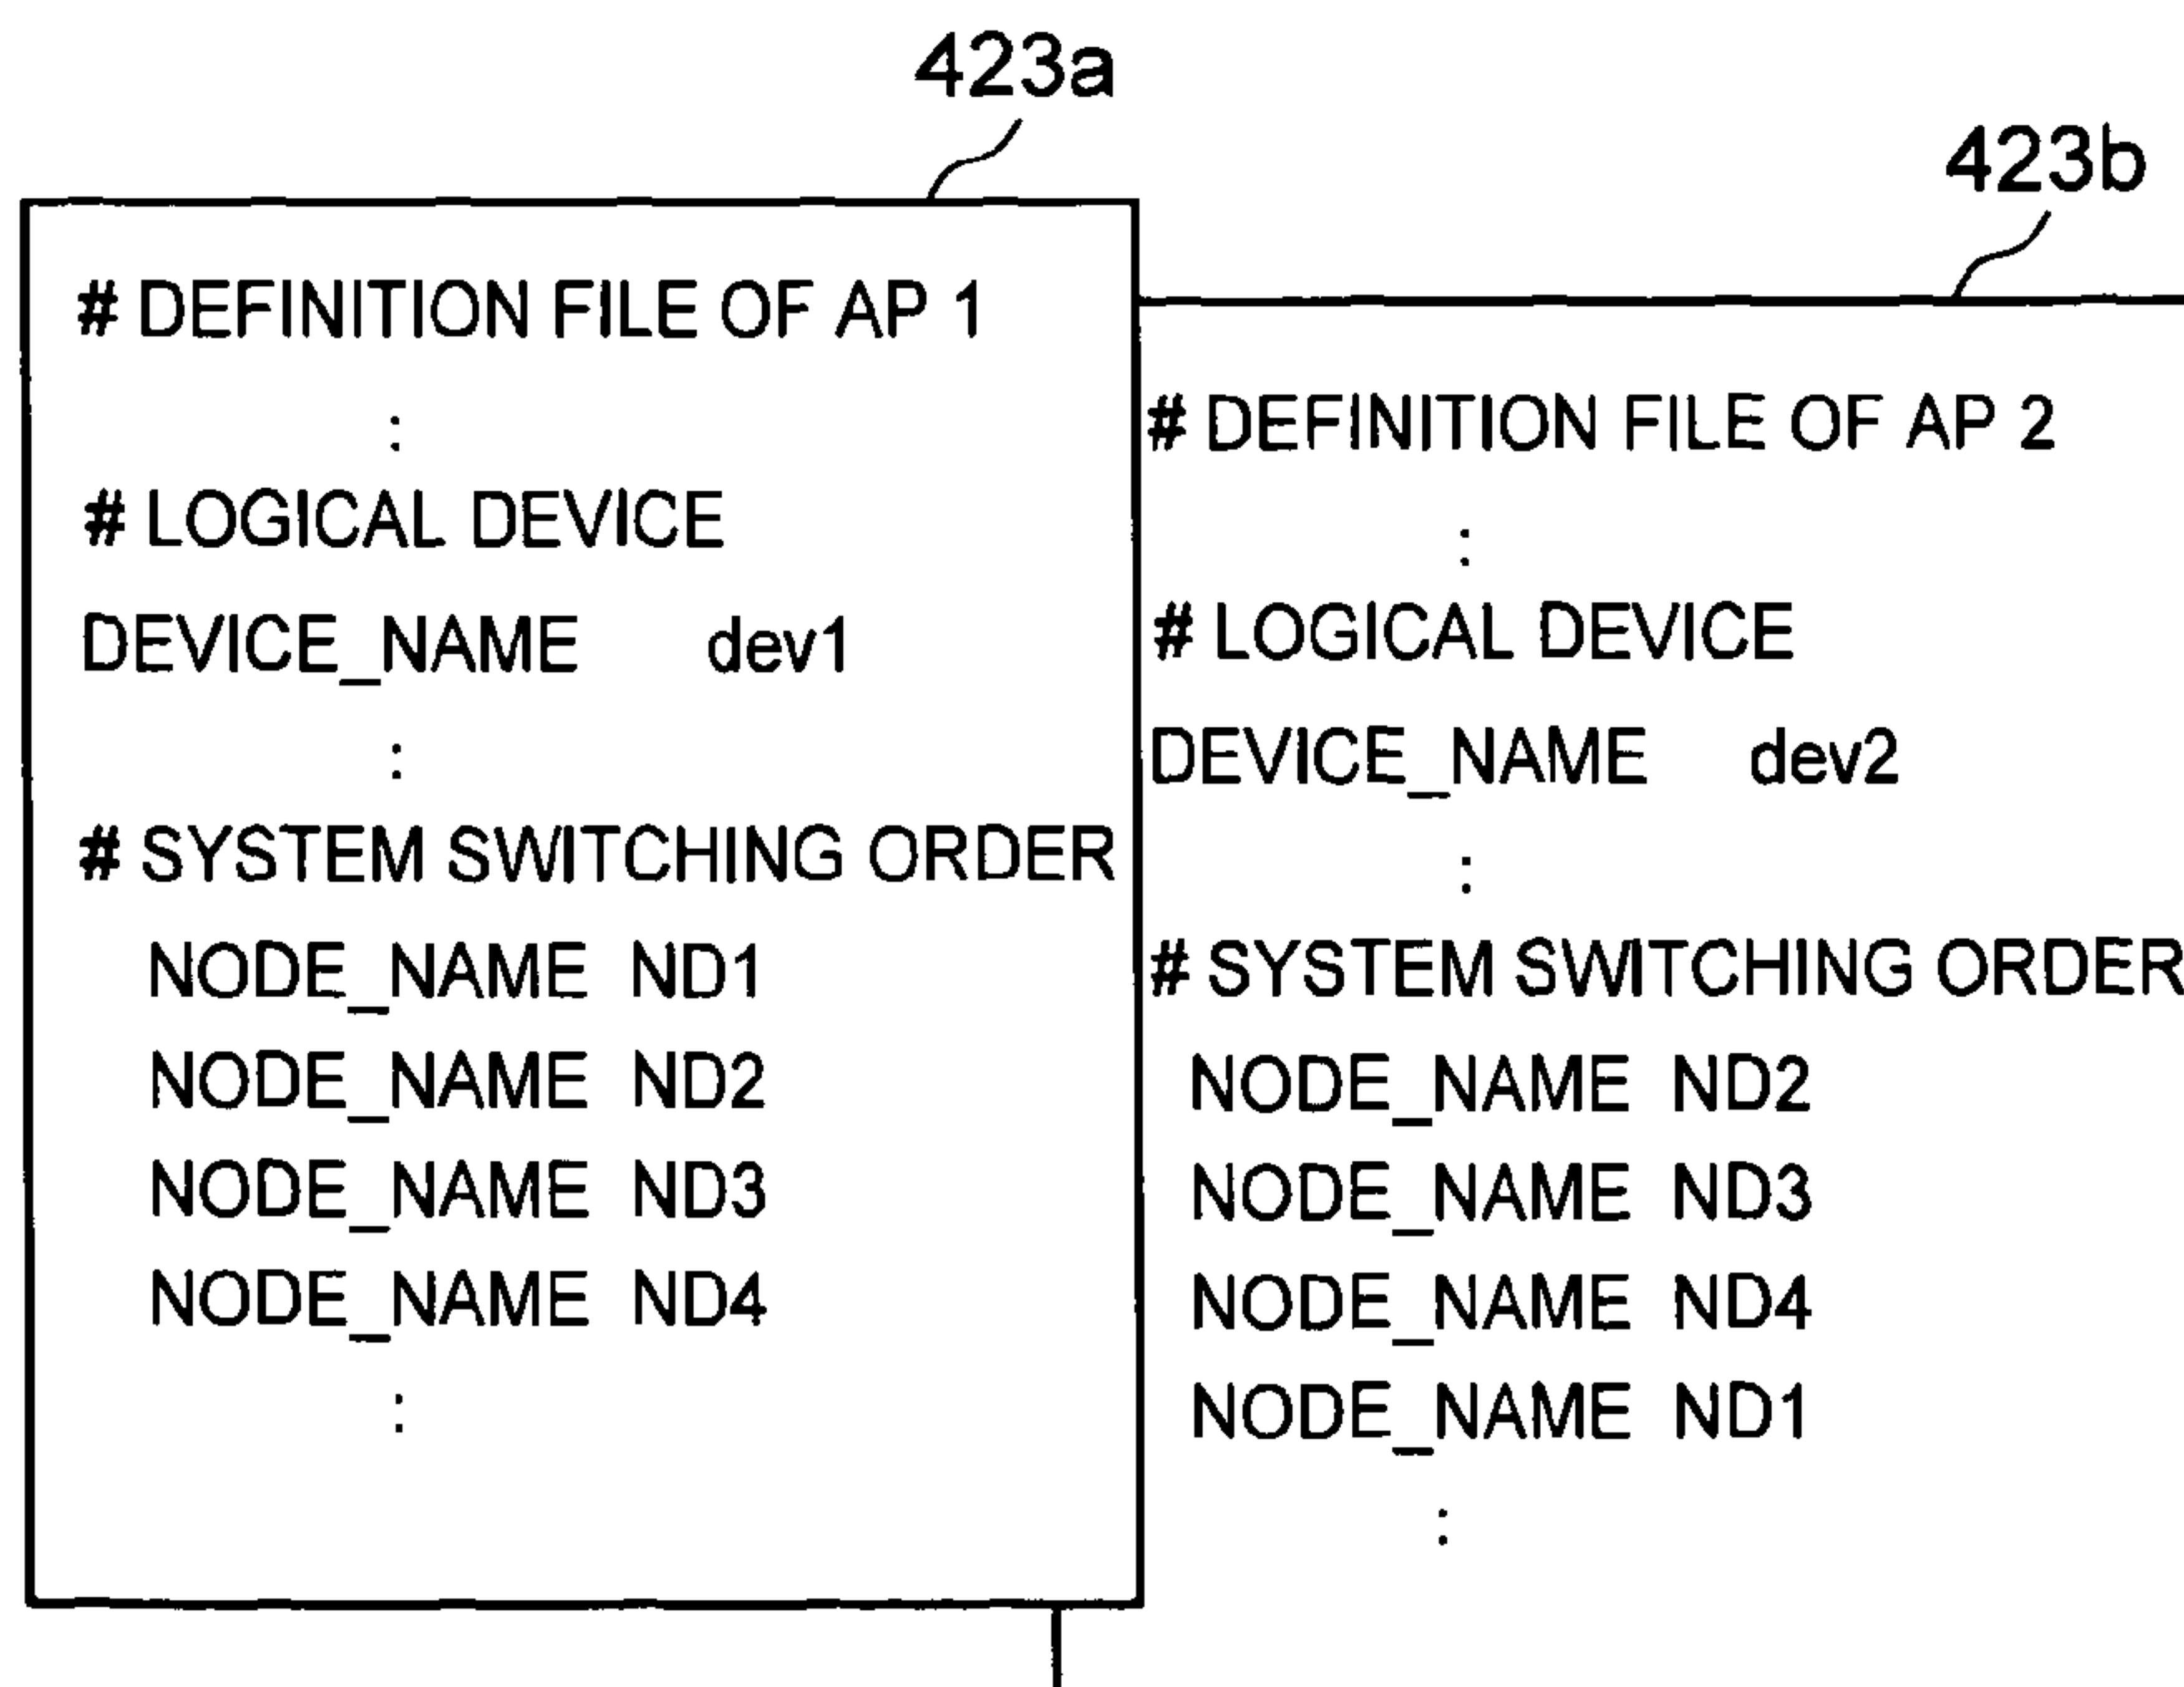 423a
# DEFINITION FILE OF AP 1
:
# LOGICAL DEVICE
DEVICE_NAME dev1
:
# SYSTEM SWITCHING ORDER
NODE_NAME ND1
NODE_NAME ND2
NODE_NAME ND3
NODE_NAME ND4
:
423b
# DEFINITION FILE OF AP 2
:
# LOGICAL DEVICE
DEVICE_NAME dev2
:
# SYSTEM SWITCHING ORDER
NODE_NAME ND2
NODE_NAME ND3
NODE_NAME ND4
NODE_NAME ND1
: